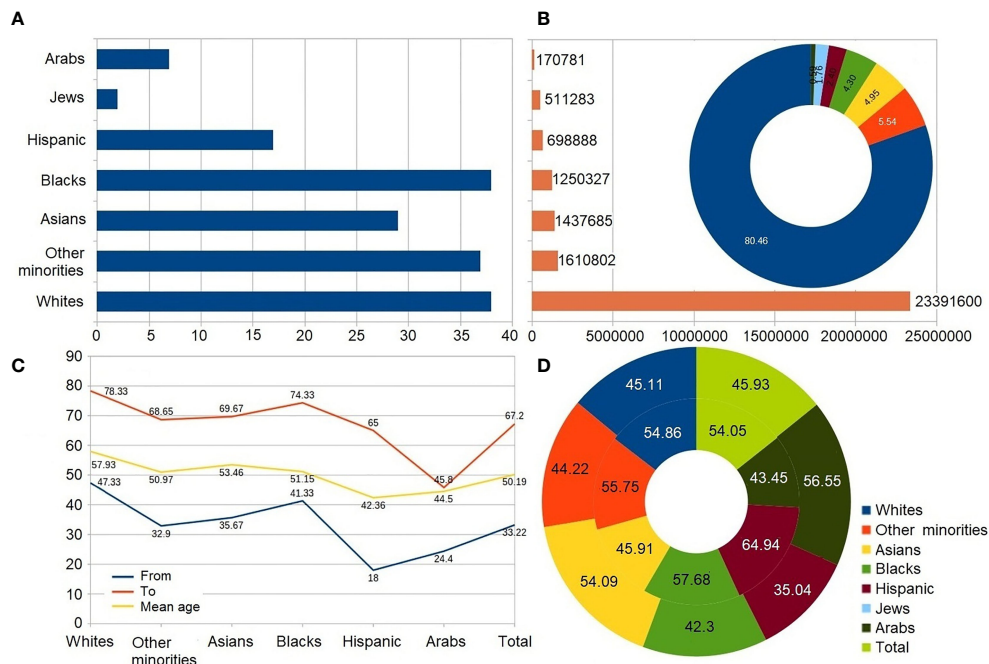 A
Arabs
Jews
Hispanic
Blacks
Asians
Other
minorities
Whites
0 5 10 15 20 25 30 35 40
B
170781
511283
698888
1250327
1437685
1610802
23391600
0 5000000 10000000 15000000 20000000 25000000
1.76
4.30
4.95
5.54
80.46
C
90
80
70
60
50
40
30
20
10
0
78.33 68.65 69.67 74.33 65 45.8 67.2
57.93 50.97 53.46 51.15 42.36 44.5 50.19
47.33 32.9 35.67 41.33 18 24.4 33.22
From
To
Mean age
Whites Other minorities Asians Blacks Hispanic Arabs Total
D
45.11 45.93
54.86 54.05
44.22 55.75 43.45 56.55
45.91 64.94
54.09 57.68 35.04
42.3
Whites
Other minorities
Asians
Blacks
Hispanic
Jews
Arabs
Total